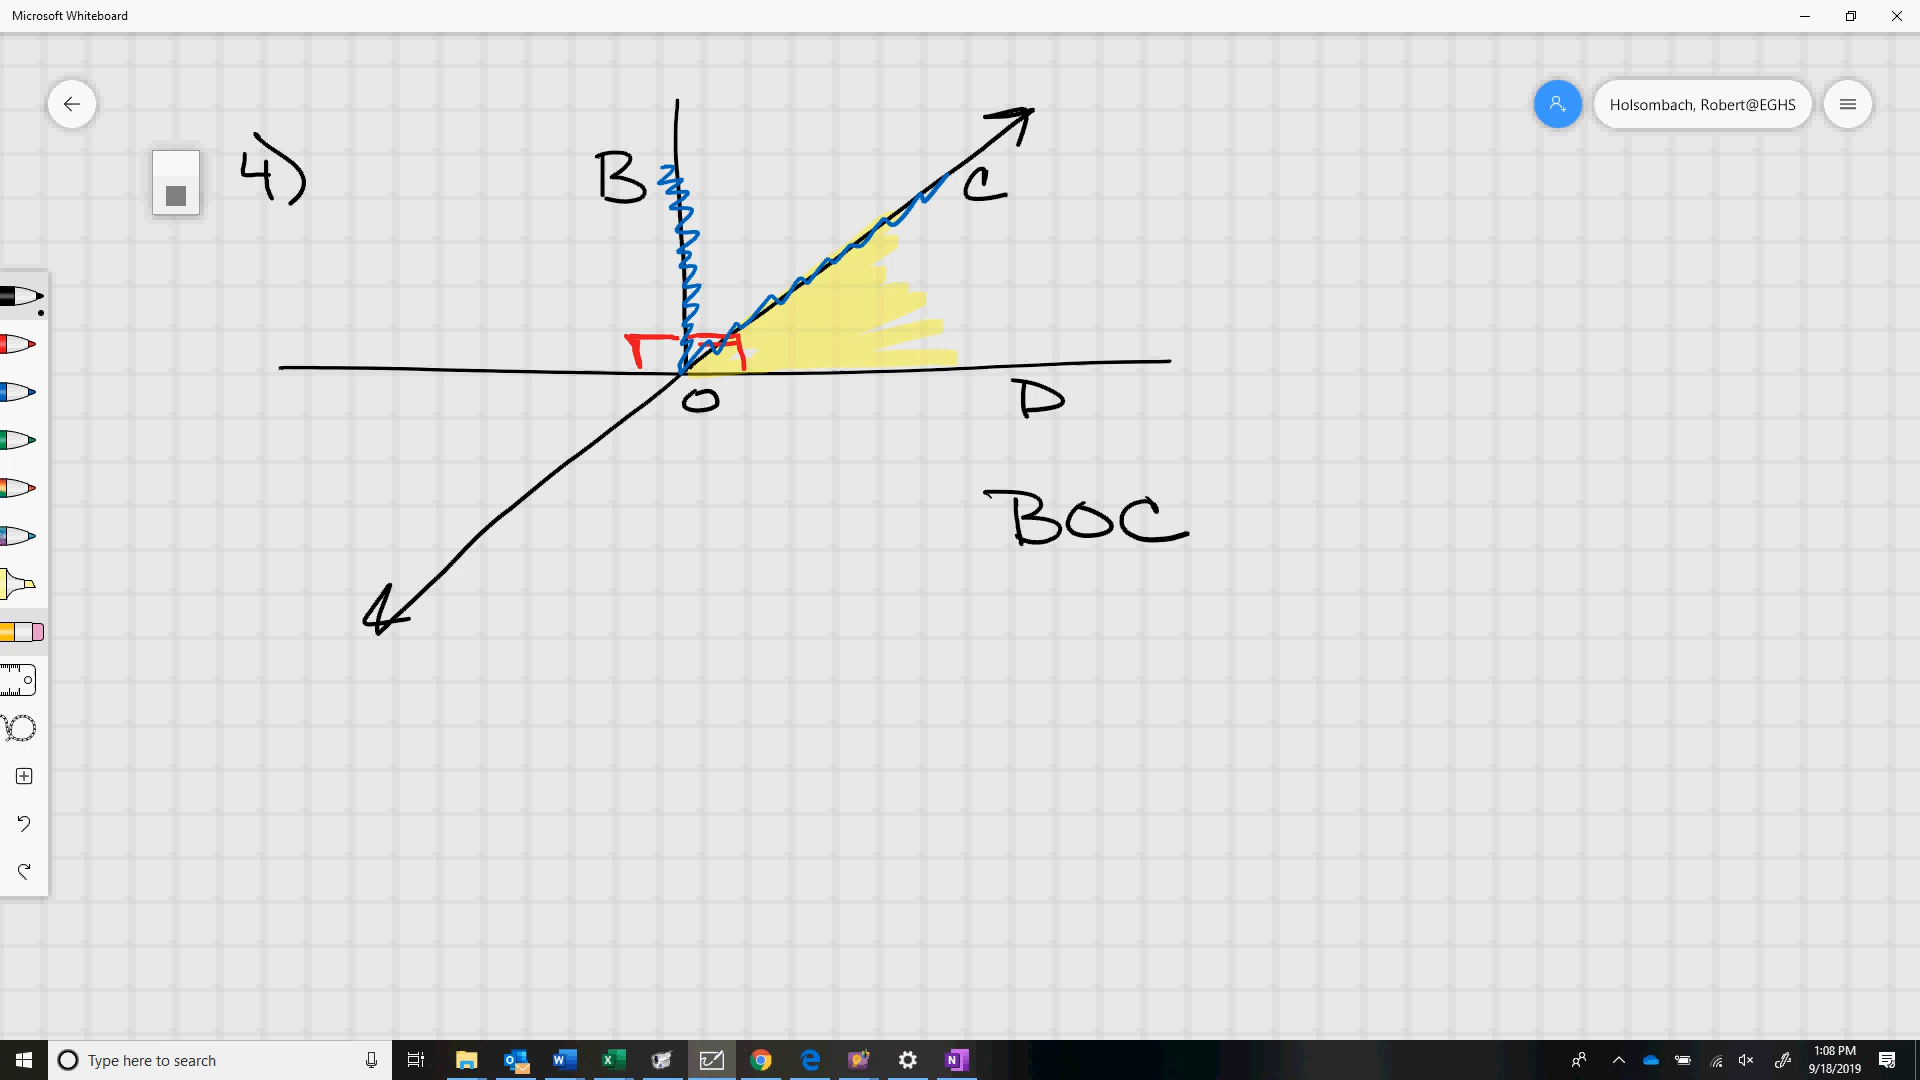 Microsoft Whiteboard
Holsombach, Robert@EGHS
4)
B
C
O
D
BOC
Type here to search
1:08 PM
9/18/2019